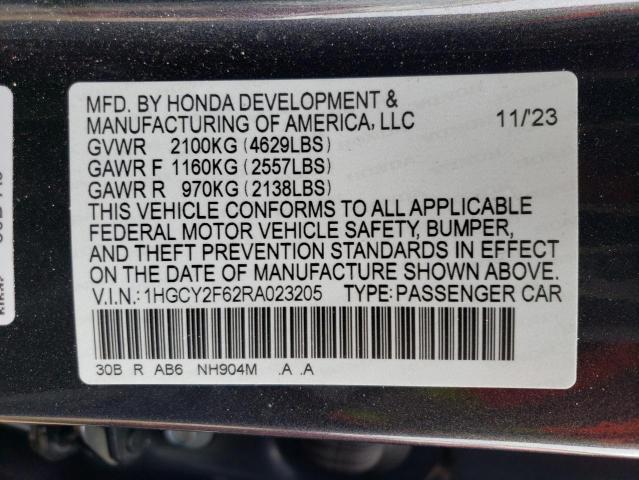 MFD. BY HONDA DEVELOPMENT &
MANUFACTURING OF AMERICA, LLC 11/'23
GVWR 2100KG (4629LBS)
GAWR F 1160KG (2557LBS)
GAWR R 970KG (2138LBS)
THIS VEHICLE CONFORMS TO ALL APPLICABLE
FEDERAL MOTOR VEHICLE SAFETY, BUMPER,
AND THEFT PREVENTION STANDARDS IN EFFECT
ON THE DATE OF MANUFACTURE SHOWN ABOVE.
V.I.N.: 1HGCY2F62RA023205 TYPE: PASSENGER CAR
30B R AB6 NH904M .A .A